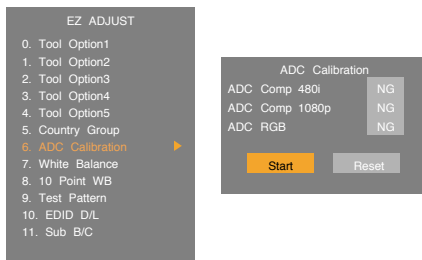 EZ ADJUST
0. Tool Option1
1. Tool Option2
2. Tool Option3
3. Tool Option4
4. Tool Option5
5. Country Group
6. ADC Calibration
7. White Balance
8. 10 Point WB
9. Test Pattern
10. EDID D/L
11. Sub B/C
ADC Calibration
ADC Comp 480i NG
ADC Comp 1080p NG
ADC RGB NG
Start Reset